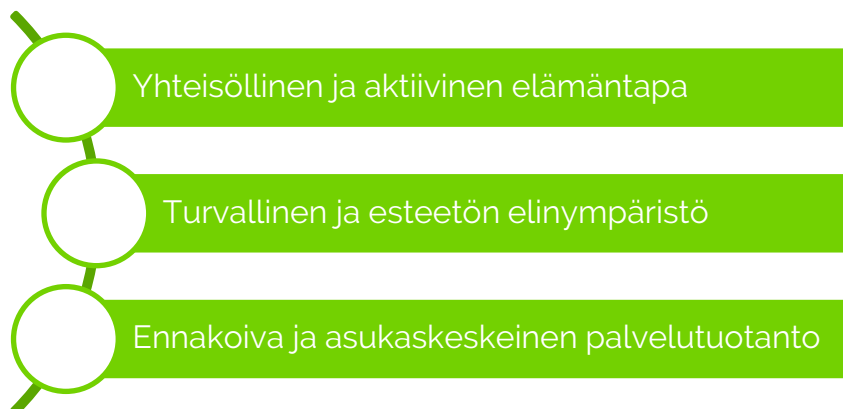 Yhteisöllinen ja aktiivinen elämäntapa
Turvallinen ja esteetön elinympäristö
Ennakoiva ja asukaskeskeinen palvelutuotanto